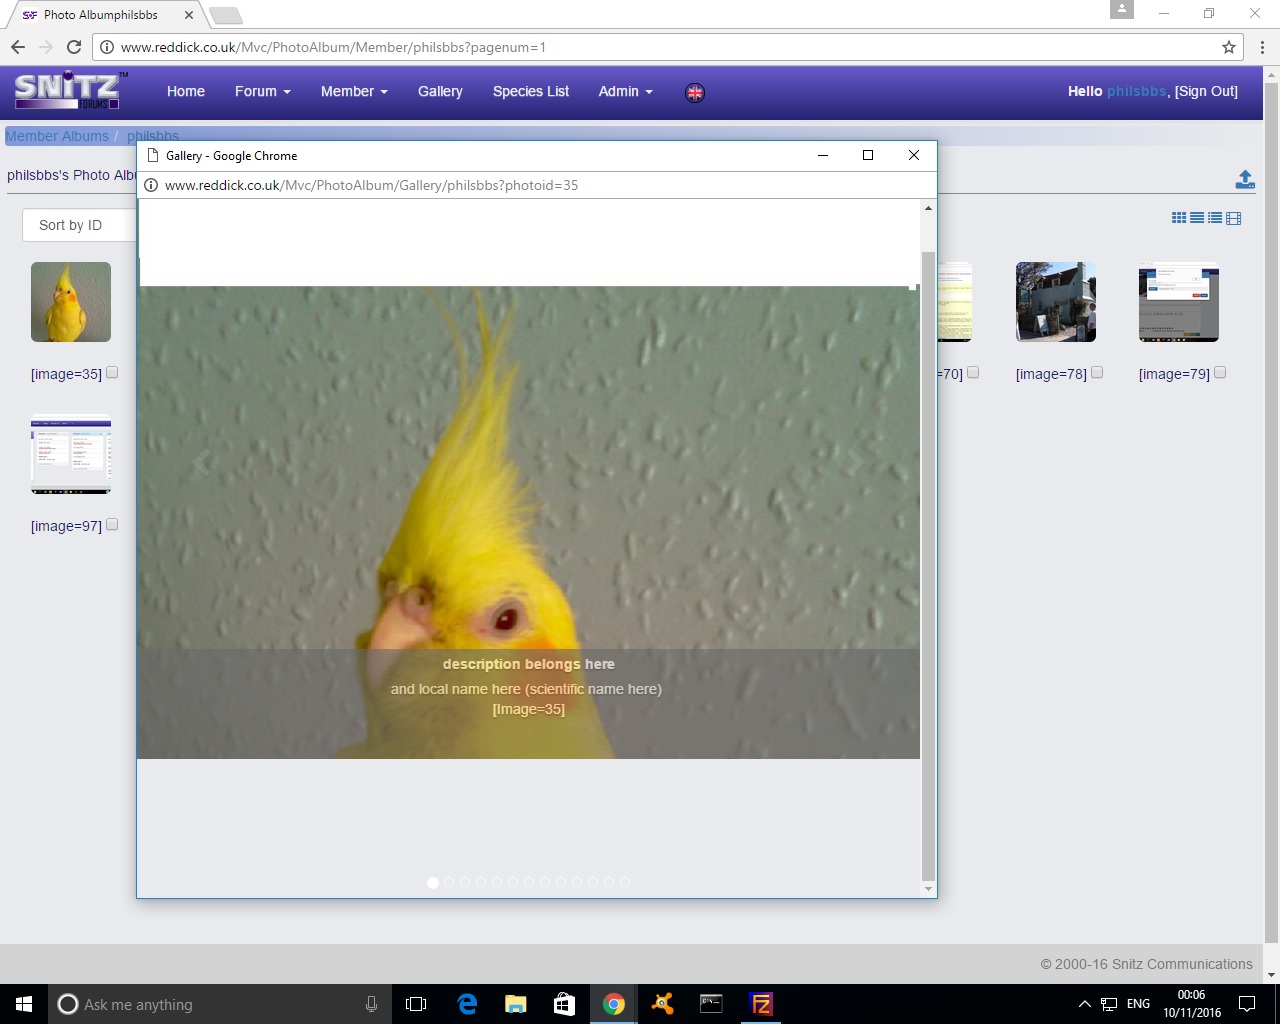 Photo Albumphilsbbs
www.reddick.co.uk/Mvc/PhotoAlbum/Member/philsbbs?pagenum=1
SNiTZ™
FORUMS
Home Forum Member Gallery Species List Admin
Hello philsbbs, [Sign Out]
Member Albums / philsbbs
Gallery - Google Chrome
www.reddick.co.uk/Mvc/PhotoAlbum/Gallery/philsbbs?photoid=35
philsbbs's Photo Alb
Sort by ID
[image=35]
=70]
[image=78]
[image=79]
[image=97]
description belongs here
and local name here (scientific name here)
[Image=35]
© 2000-16 Snitz Communications
Ask me anything
ENG
00:06
10/11/2016